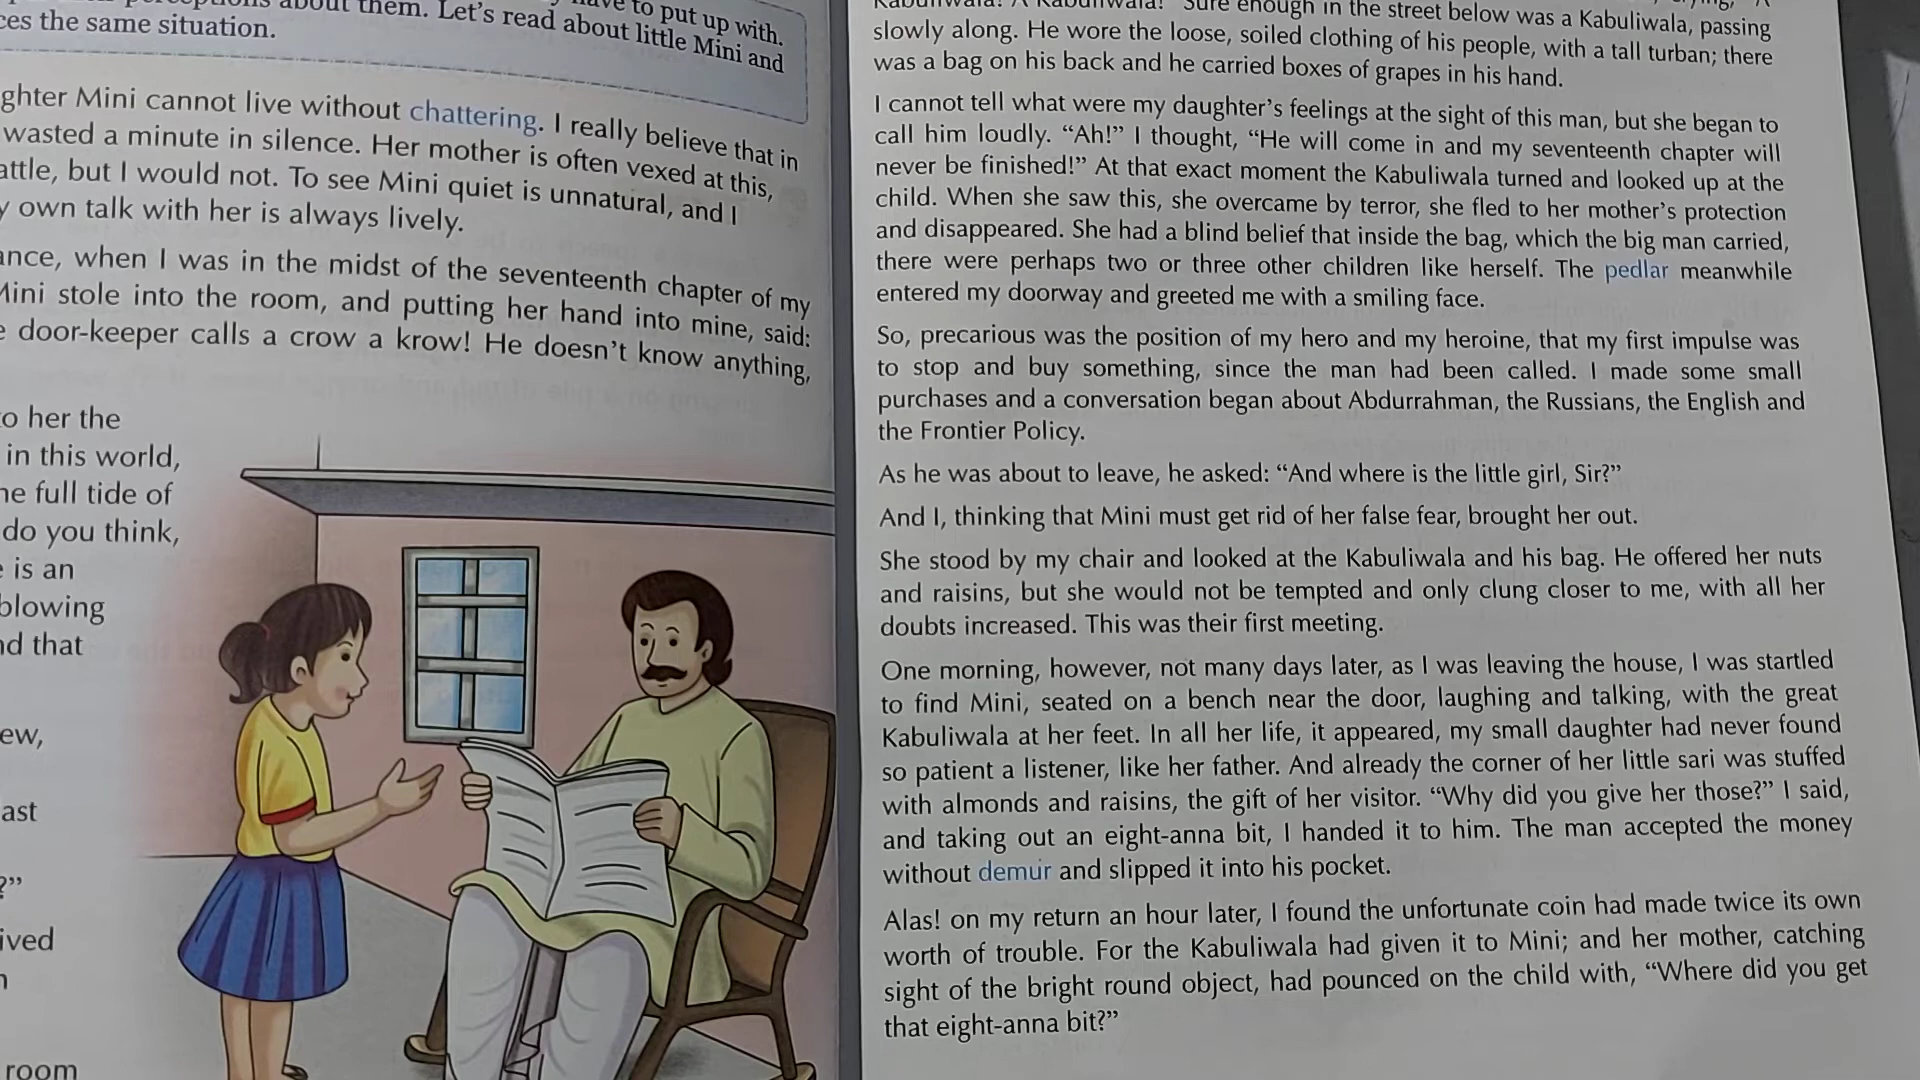 about them. Let's read about little Mini and
to put up with.
ces the same situation.
ghter Mini cannot live without chattering. I really believe that in
wasted a minute in silence. Her mother is often vexed at this,
attle, but I would not. To see Mini quiet is unnatural, and I
y own talk with her is always lively.
ance, when I was in the midst of the seventeenth chapter of my
Mini stole into the room, and putting her hand into mine, said:
e door-keeper calls a crow a krow! He doesn't know anything,
o her the
in this world,
he full tide of
do you think,
e is an
blowing
nd that
ew,
ast
?"
ived
n
room
Kabuliwala! A Kabuliwala!" Sure enough in the street below was a Kabuliwala, passing
slowly along. He wore the loose, soiled clothing of his people, with a tall turban; there
was a bag on his back and he carried boxes of grapes in his hand.
I cannot tell what were my daughter's feelings at the sight of this man, but she began to
call him loudly. "Ah!" I thought, "He will come in and my seventeenth chapter will
never be finished!" At that exact moment the Kabuliwala turned and looked up at the
child. When she saw this, she overcame by terror, she fled to her mother's protection
and disappeared. She had a blind belief that inside the bag, which the big man carried,
there were perhaps two or three other children like herself. The pedlar meanwhile
entered my doorway and greeted me with a smiling face.
So, precarious was the position of my hero and my heroine, that my first impulse was
to stop and buy something, since the man had been called. I made some small
purchases and a conversation began about Abdurrahman, the Russians, the English and
the Frontier Policy.
As he was about to leave, he asked: "And where is the little girl, Sir?"
And I, thinking that Mini must get rid of her false fear, brought her out.
She stood by my chair and looked at the Kabuliwala and his bag. He offered her nuts
and raisins, but she would not be tempted and only clung closer to me, with all her
doubts increased. This was their first meeting.
One morning, however, not many days later, as I was leaving the house, I was startled
to find Mini, seated on a bench near the door, laughing and talking, with the great
Kabuliwala at her feet. In all her life, it appeared, my small daughter had never found
so patient a listener, like her father. And already the corner of her little sari was stuffed
with almonds and raisins, the gift of her visitor. "Why did you give her those?" I said,
and taking out an eight-anna bit, I handed it to him. The man accepted the money
without demur and slipped it into his pocket.
Alas! on my return an hour later, I found the unfortunate coin had made twice its own
worth of trouble. For the Kabuliwala had given it to Mini; and her mother, catching
sight of the bright round object, had pounced on the child with, "Where did you get
that eight-anna bit?"